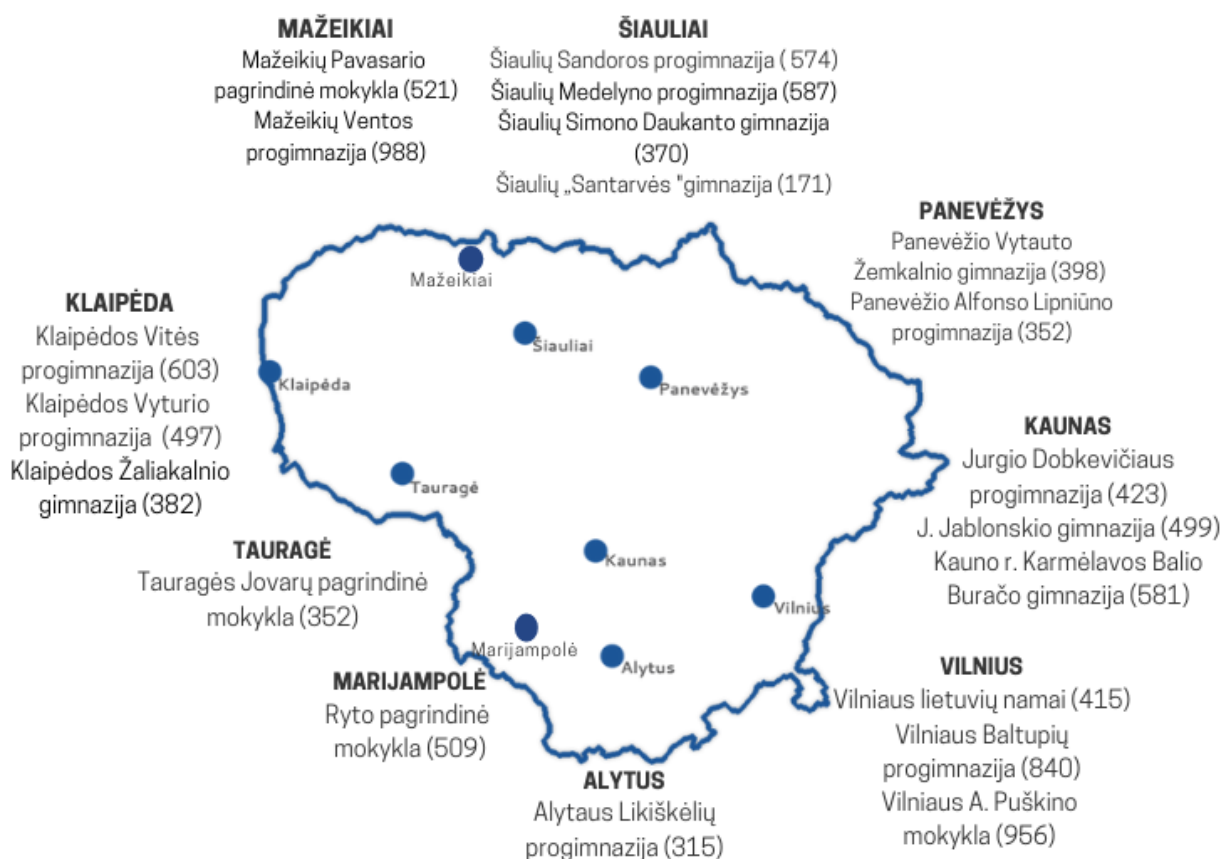 MAŽEIKIAI
Mažeikių Pavasario
pagrindinė mokykla (521)
Mažeikių Ventos
progimnazija (988)
ŠIAULIAI
Šiaulių Sandoros progimnazija ( 574)
Šiaulių Medelyno progimnazija (587)
Šiaulių Simono Daukanto gimnazija
(370)
Šiaulių „Santarvės "gimnazija (171)
PANEVĖŽYS
Panevėžio Vytauto
Žemkalnio gimnazija (398)
Panevėžio Alfonso Lipniūno
progimnazija (352)
KLAIPĖDA
Klaipėdos Vitės
progimnazija (603)
Klaipėdos Vyturio
progimnazija (497)
Klaipėdos Žaliakalnio
gimnazija (382)
Mažeikiai
Šiauliai
Klaipėda
Panevėžys
Tauragė
Kaunas
Vilnius
Marijampolė
Alytus
KAUNAS
Jurgio Dobkevičiaus
progimnazija (423)
J. Jablonskio gimnazija (499)
Kauno r. Karmėlavos Balio
Buračo gimnazija (581)
TAURAGĖ
Tauragės Jovarų pagrindinė
mokykla (352)
MARIJAMPOLĖ
Ryto pagrindinė
mokykla (509)
VILNIUS
Vilniaus lietuvių namai (415)
Vilniaus Baltupių
progimnazija (840)
Vilniaus A. Puškino
mokykla (956)
ALYTUS
Alytaus Likiškėlių
progimnazija (315)